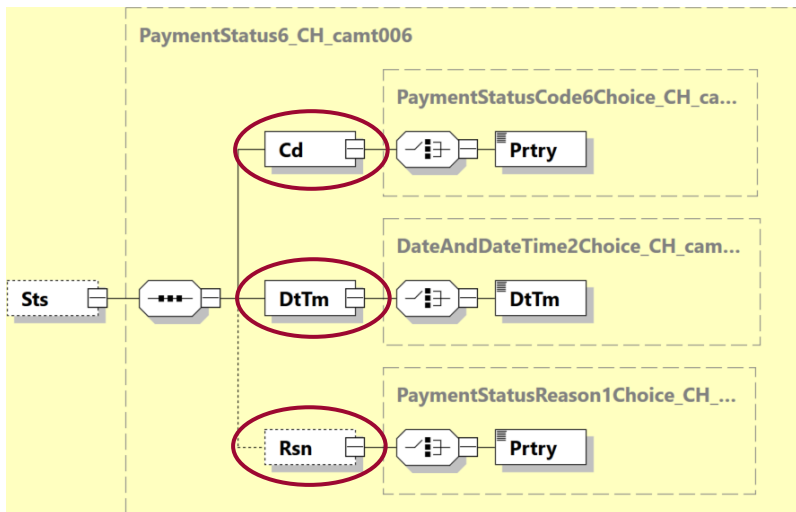 PaymentStatus6_CH_camt006
PaymentStatusCode6Choice_CH_ca...
Cd
Prtry
DateAndDateTime2Choice_CH_cam...
Sts
DtTm
DtTm
PaymentStatusReason1Choice_CH_...
Rsn
Prtry